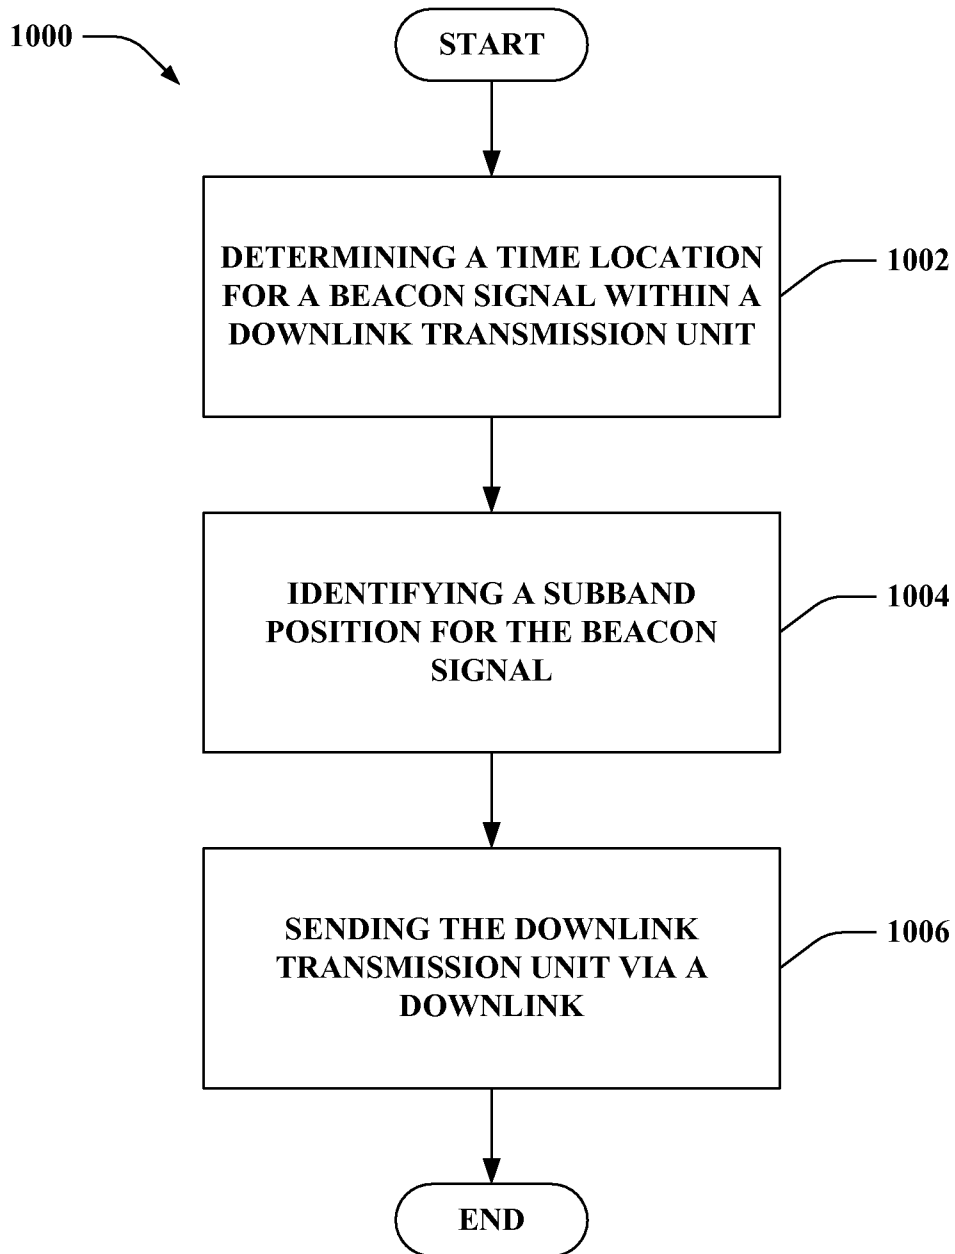 1000
START
DETERMINING A TIME LOCATION
FOR A BEACON SIGNAL WITHIN A
DOWNLINK TRANSMISSION UNIT
1002
IDENTIFYING A SUBBAND
POSITION FOR THE BEACON
SIGNAL
1004
SENDING THE DOWNLINK
TRANSMISSION UNIT VIA A
DOWNLINK
1006
END